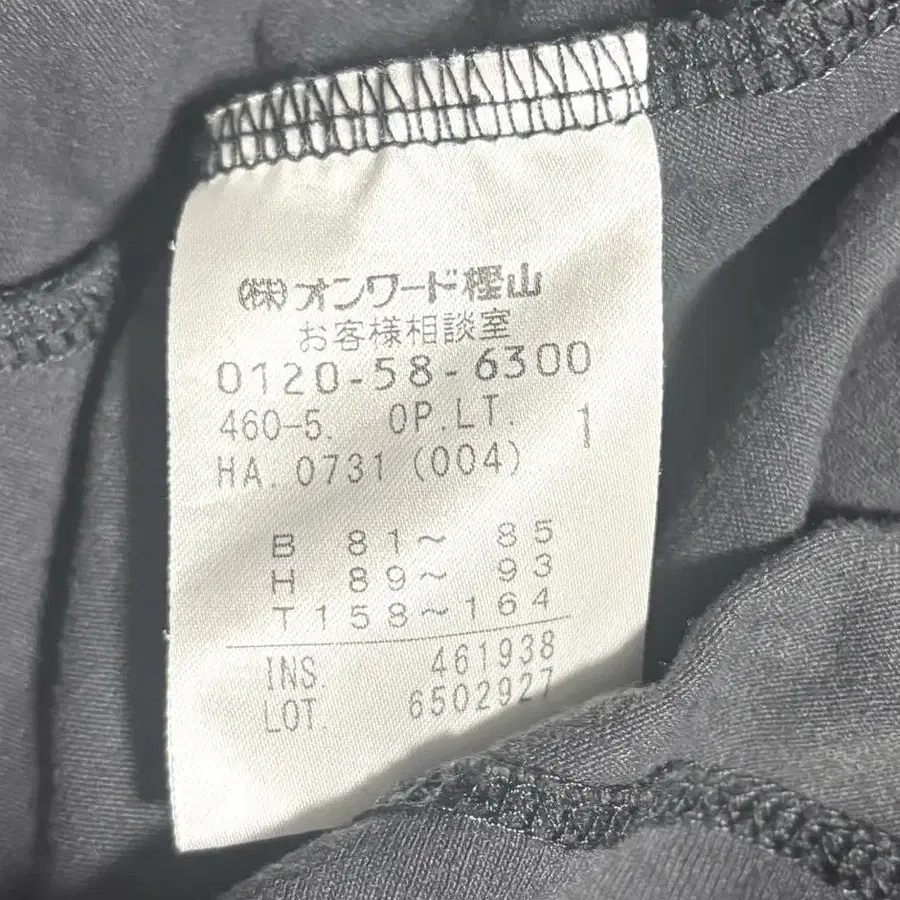 ㈱オンワード樫山
お客様相談室
0120-58-6300
460-5. OP.LT. 1
HA. 0731 (004)
B 81〜 85
H 89〜 93
T158〜164
INS. 461938
LOT. 6502927